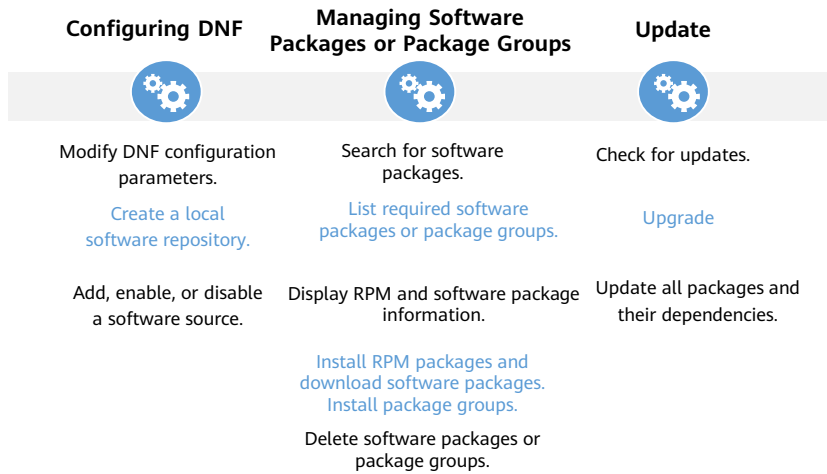 Configuring DNF
Modify DNF configuration
parameters.
Create a local
software repository.
Add, enable, or disable
a software source.
Managing Software
Packages or Package Groups
Search for software
packages.
List required software
packages or package groups.
Display RPM and software package
information.
Install RPM packages and
download software packages.
Install package groups.
Delete software packages or
package groups.
Update
Check for updates.
Upgrade
Update all packages and
their dependencies.